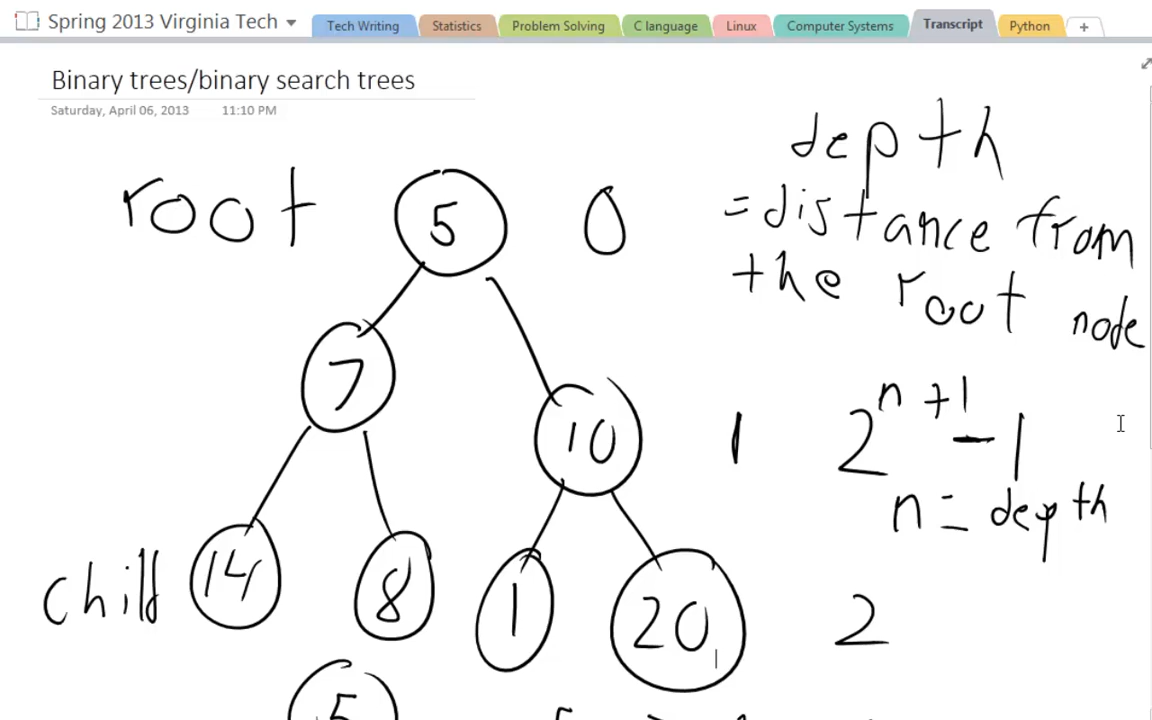 Spring 2013 Virginia Tech
Tech Writing Statistics Problem Solving C language Linux Computer Systems Transcript Python +
Binary trees/binary search trees
Saturday, April 06, 2013 11:10 PM
depth
=distance from
the root node
root 5 0
7
10 1
2^n+1 - 1
n = depth
child 14 8 1 20 2
5